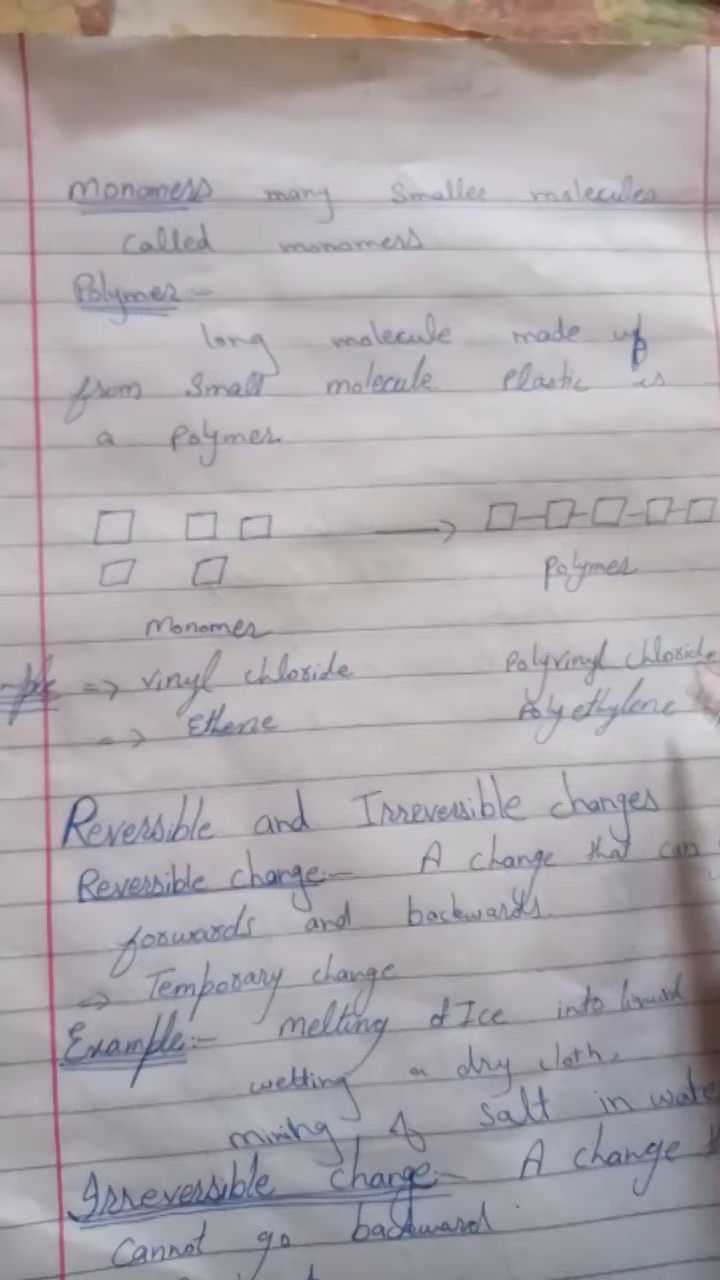 Monomers many smaller molecules
called monomers
Polymer :-
long molecule made up
from small molecule. Plastic is
a polymer.
Polymer
Monomer
=> vinyl chloride Polyvinyl chloride
=> Ethene Polyethylene
Reversible and Irreversible changes
Reversible change:- A change that can
forwards and backwards.
=> Temporary change
Example:- melting of Ice into liquid
wetting a dry cloth.
mixing of salt in
Irreversible change:- A change
cannot go backward.